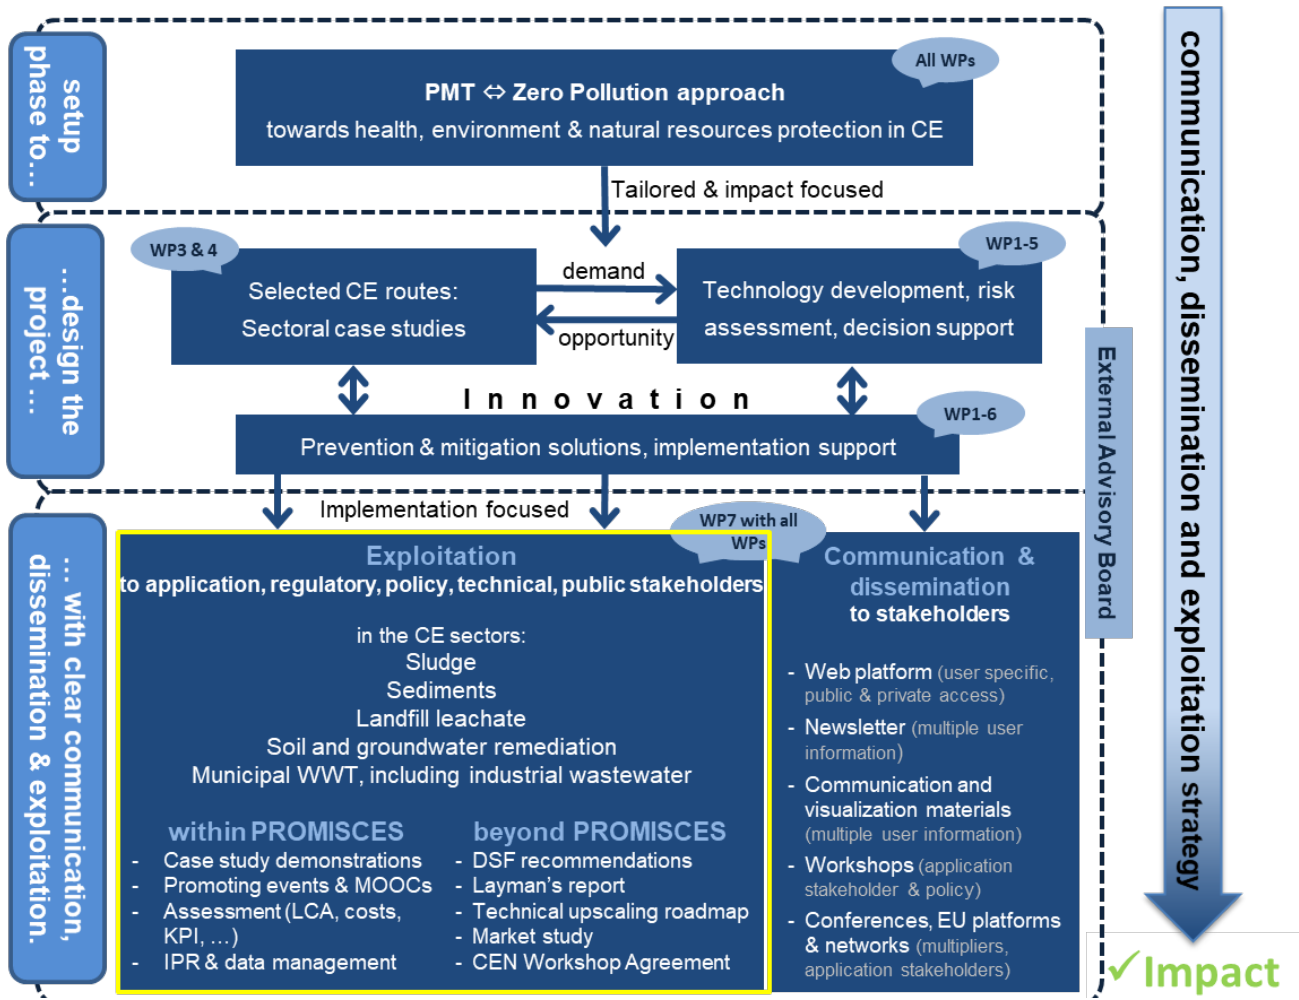 setup
phase to…
All WPs
PMT ⇔ Zero Pollution approach
towards health, environment & natural resources protection in CE
Tailored & impact focused
…design the
project …
WP3 & 4
Selected CE routes:
Sectoral case studies
demand
opportunity
WP1-5
Technology development, risk
assessment, decision support
Innovation
WP1-6
Prevention & mitigation solutions, implementation support
Implementation focused
… with clear communication,
dissemination & exploitation.
WP7 with all
WPs
Exploitation
to application, regulatory, policy, technical, public stakeholders
in the CE sectors:
Sludge
Sediments
Landfill leachate
Soil and groundwater remediation
Municipal WWT, including industrial wastewater
within PROMISCES
- Case study demonstrations
- Promoting events & MOOCs
- Assessment (LCA, costs,
KPI, …)
- IPR & data management
beyond PROMISCES
- DSF recommendations
- Layman's report
- Technical upscaling roadmap
- Market study
- CEN Workshop Agreement
Communication &
dissemination
to stakeholders
- Web platform (user specific,
public & private access)
- Newsletter (multiple user
information)
- Communication and
visualization materials
(multiple user information)
- Workshops (application
stakeholder & policy)
- Conferences, EU platforms
& networks (multipliers,
application stakeholders)
External Advisory Board
communication, dissemination and exploitation strategy
✓Impact